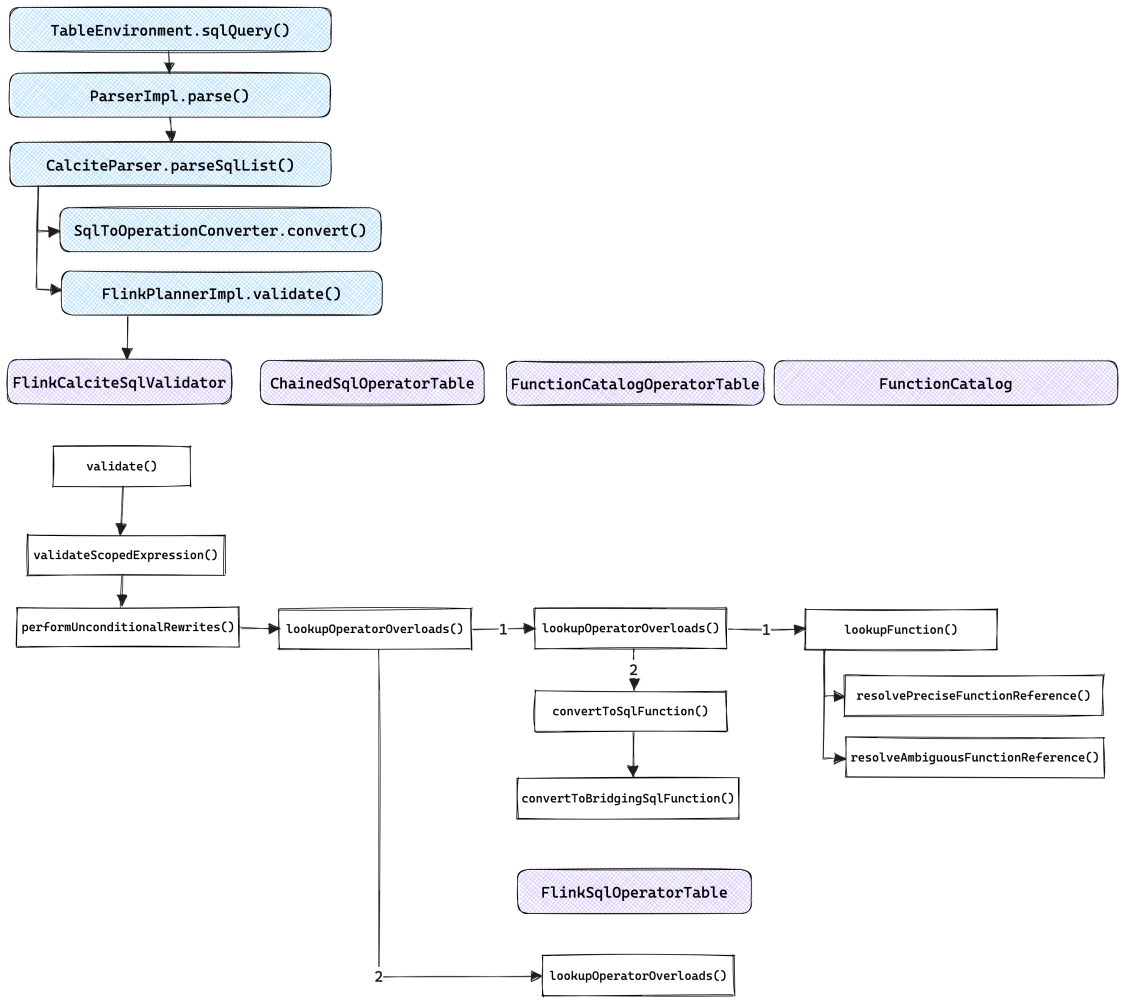 TableEnvironment.sqlQuery()
ParserImpl.parse()
CalciteParser.parseSqlList()
SqlToOperationConverter.convert()
FlinkPlannerImpl.validate()
FlinkCalciteSqlValidator
ChainedSqlOperatorTable
FunctionCatalogOperatorTable
FunctionCatalog
validate()
validateScopedExpression()
performUnconditionalRewrites()
lookupOperatorOverloads()
1
lookupOperatorOverloads()
1
lookupFunction()
2
resolvePreciseFunctionReference()
convertToSqlFunction()
resolveAmbiguousFunctionReference()
convertToBridgingSqlFunction()
FlinkSqlOperatorTable
2
lookupOperatorOverloads()